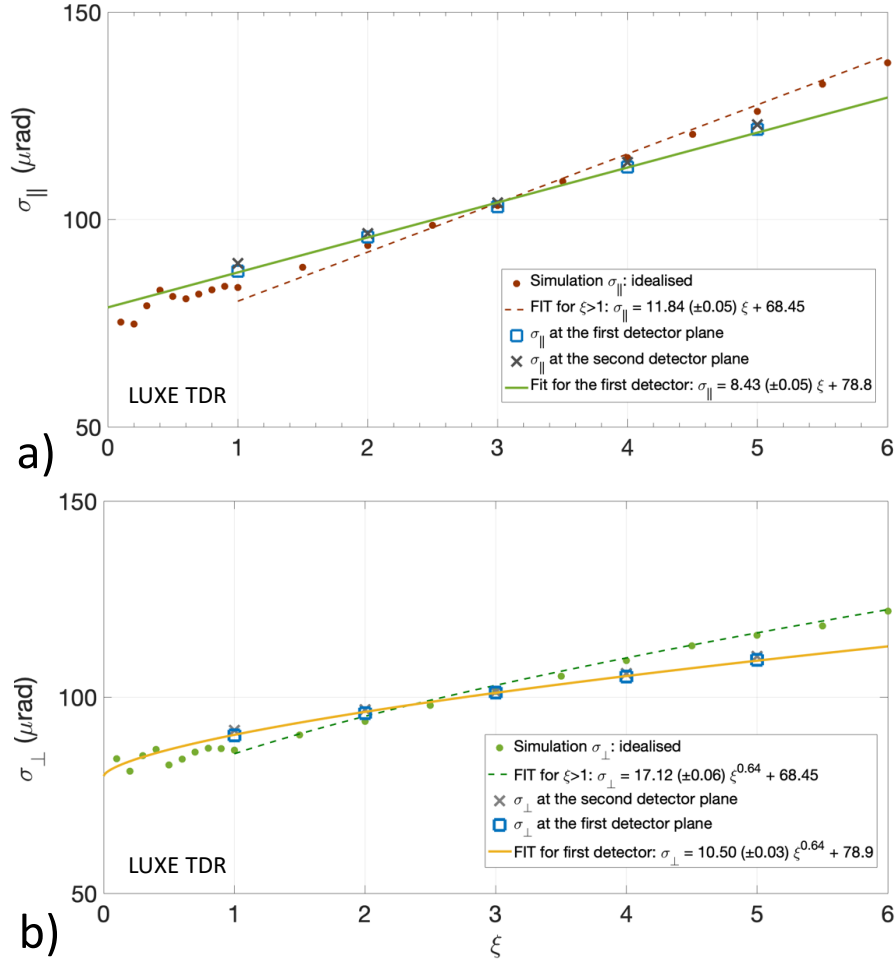 150
100
50
σ∥ (μrad)
Simulation σ∥: idealised
FIT for ξ>1: σ∥ = 11.84 (±0.05) ξ + 68.45
σ∥ at the first detector plane
σ∥ at the second detector plane
Fit for the first detector: σ∥ = 8.43 (±0.05) ξ + 78.8
LUXE TDR
0 1 2 3 4 5 6
a)
150
100
50
σ⊥ (μrad)
Simulation σ⊥: idealised
FIT for ξ>1: σ⊥ = 17.12 (±0.06) ξ^0.64 + 68.45
σ⊥ at the second detector plane
σ⊥ at the first detector plane
FIT for first detector: σ⊥ = 10.50 (±0.03) ξ^0.64 + 78.9
LUXE TDR
0 1 2 3 4 5 6
b)
ξ